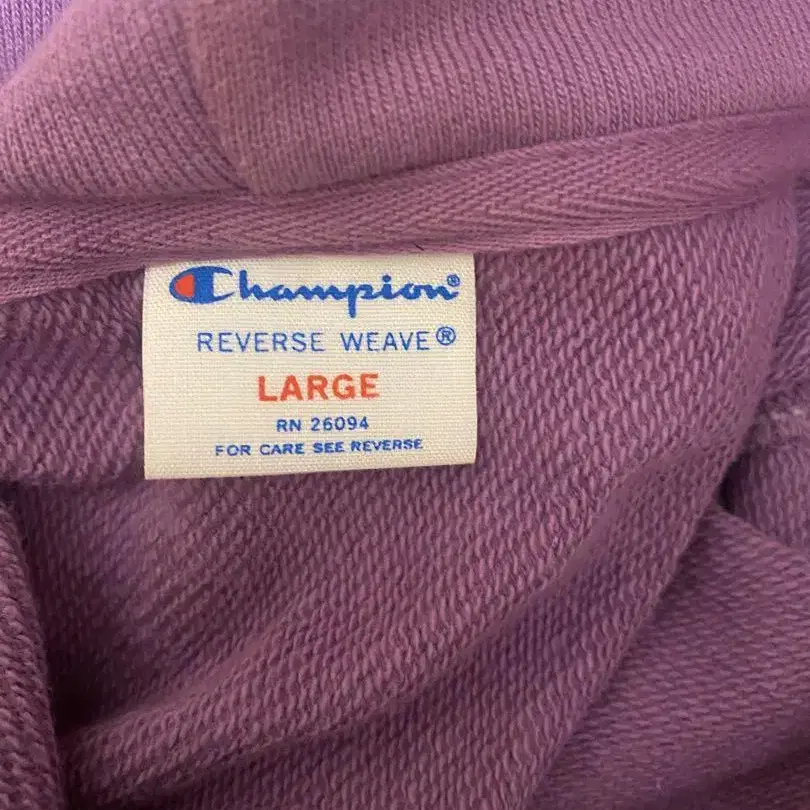 Champion®
REVERSE WEAVE®
LARGE
RN 26094
FOR CARE SEE REVERSE